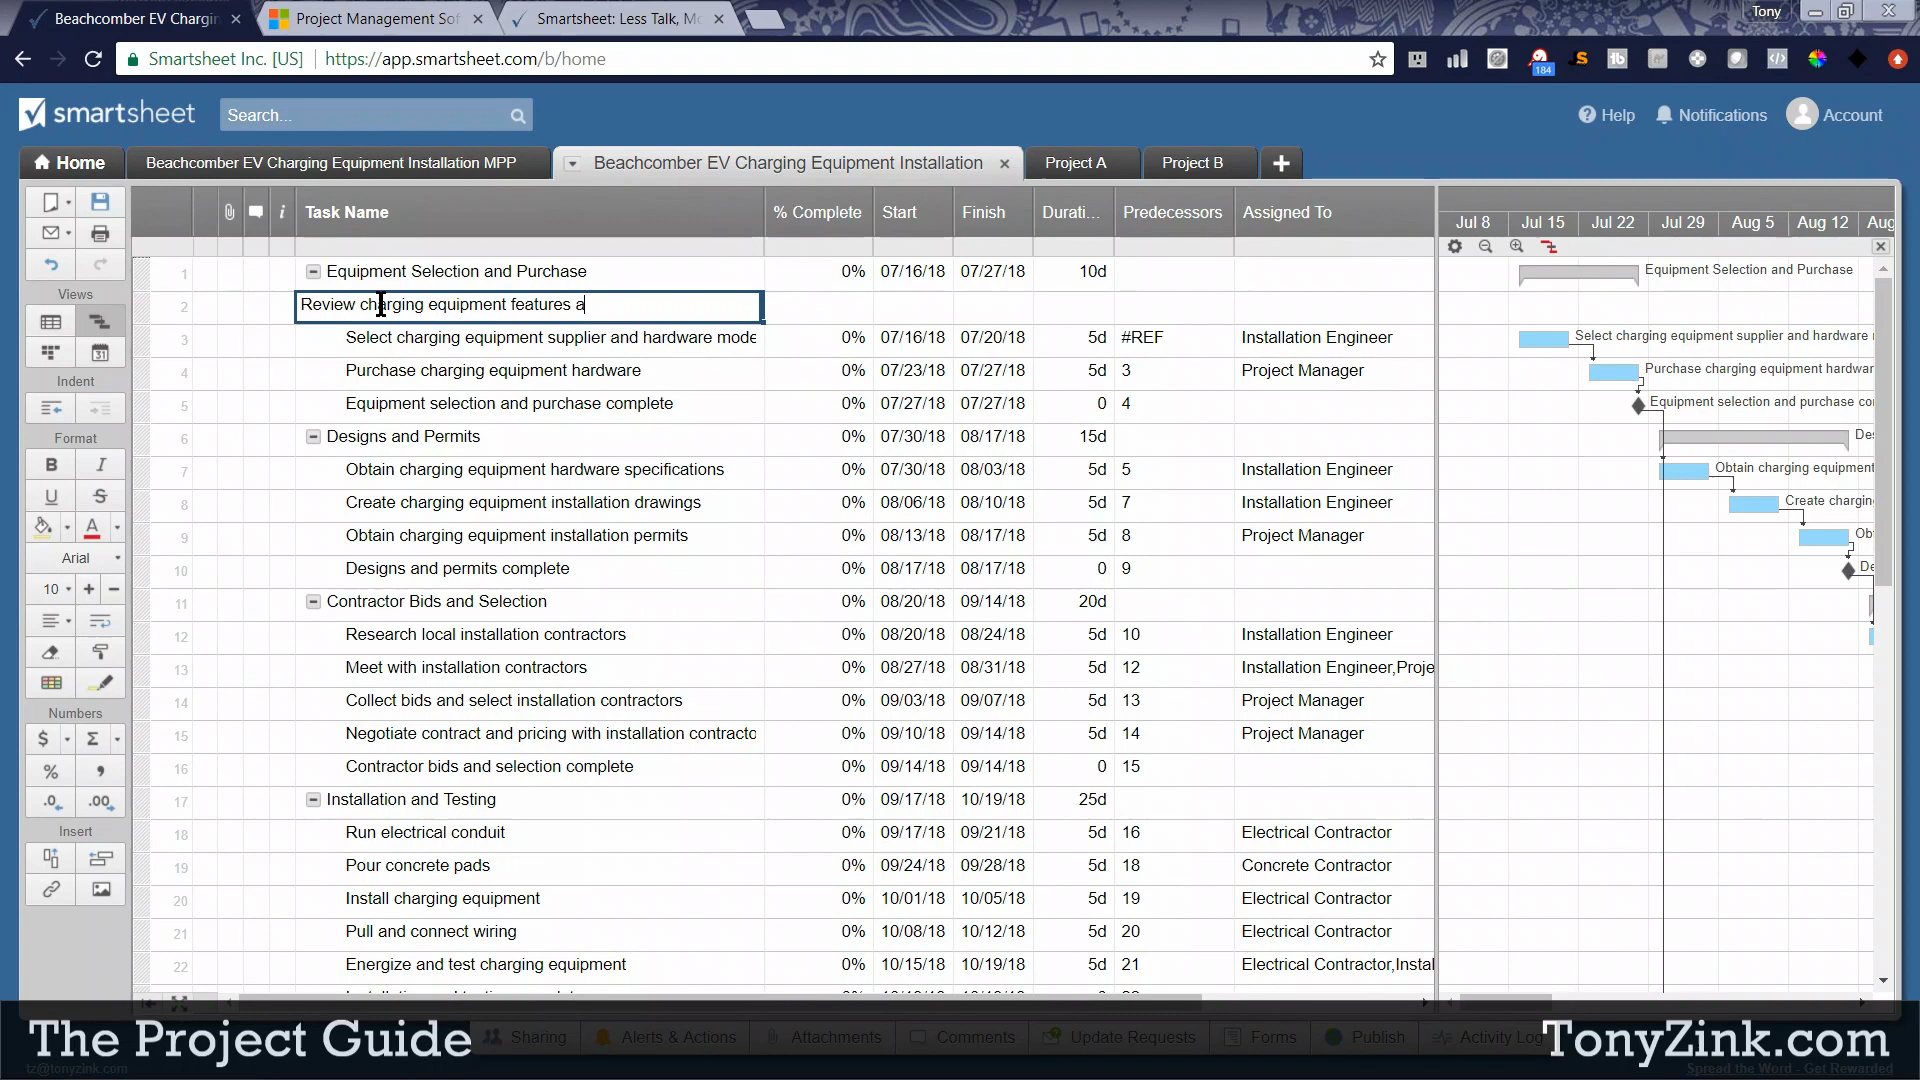 Beachcomber EV Chargin
Project Management Sof
Smartsheet: Less Talk, Mo
Tony
Smartsheet Inc. [US]
https://app.smartsheet.com/b/home
184
JS
tb
smartsheet
Search...
Help
Notifications
Account
Home
Beachcomber EV Charging Equipment Installation MPP
Beachcomber EV Charging Equipment Installation
Project A
Project B
Task Name
% Complete
Start
Finish
Durati...
Predecessors
Assigned To
Jul 8
Jul 15
Jul 22
Jul 29
Aug 5
Aug 12
Aug
1 Equipment Selection and Purchase 0% 07/16/18 07/27/18 10d
2 Review charging equipment features a
3 Select charging equipment supplier and hardware mode 0% 07/16/18 07/20/18 5d #REF Installation Engineer
4 Purchase charging equipment hardware 0% 07/23/18 07/27/18 5d 3 Project Manager
5 Equipment selection and purchase complete 0% 07/27/18 07/27/18 0 4
6 Designs and Permits 0% 07/30/18 08/17/18 15d
7 Obtain charging equipment hardware specifications 0% 07/30/18 08/03/18 5d 5 Installation Engineer
8 Create charging equipment installation drawings 0% 08/06/18 08/10/18 5d 7 Installation Engineer
9 Obtain charging equipment installation permits 0% 08/13/18 08/17/18 5d 8 Project Manager
10 Designs and permits complete 0% 08/17/18 08/17/18 0 9
11 Contractor Bids and Selection 0% 08/20/18 09/14/18 20d
12 Research local installation contractors 0% 08/20/18 08/24/18 5d 10 Installation Engineer
13 Meet with installation contractors 0% 08/27/18 08/31/18 5d 12 Installation Engineer,Proje
14 Collect bids and select installation contractors 0% 09/03/18 09/07/18 5d 13 Project Manager
15 Negotiate contract and pricing with installation contracto 0% 09/10/18 09/14/18 5d 14 Project Manager
16 Contractor bids and selection complete 0% 09/14/18 09/14/18 0 15
17 Installation and Testing 0% 09/17/18 10/19/18 25d
18 Run electrical conduit 0% 09/17/18 09/21/18 5d 16 Electrical Contractor
19 Pour concrete pads 0% 09/24/18 09/28/18 5d 18 Concrete Contractor
20 Install charging equipment 0% 10/01/18 10/05/18 5d 19 Electrical Contractor
21 Pull and connect wiring 0% 10/08/18 10/12/18 5d 20 Electrical Contractor
22 Energize and test charging equipment 0% 10/15/18 10/19/18 5d 21 Electrical Contractor,Instal
Equipment Selection and Purchase
Select charging equipment supplier and hardware
Purchase charging equipment hardwar
Equipment selection and purchase co
Des
Obtain charging equipment
Create chargin
Ob
De
Views
Indent
Format
B
I
U
S
A
Arial
10
Numbers
$
Σ
%
,
.0
.00
Insert
The Project Guide
Sharing
Alerts & Actions
Attachments
Comments
Update Requests
Forms
Publish
Activity Log
TonyZink.com
tz@tonyzink.com
Spread the Word - Get Rewarded